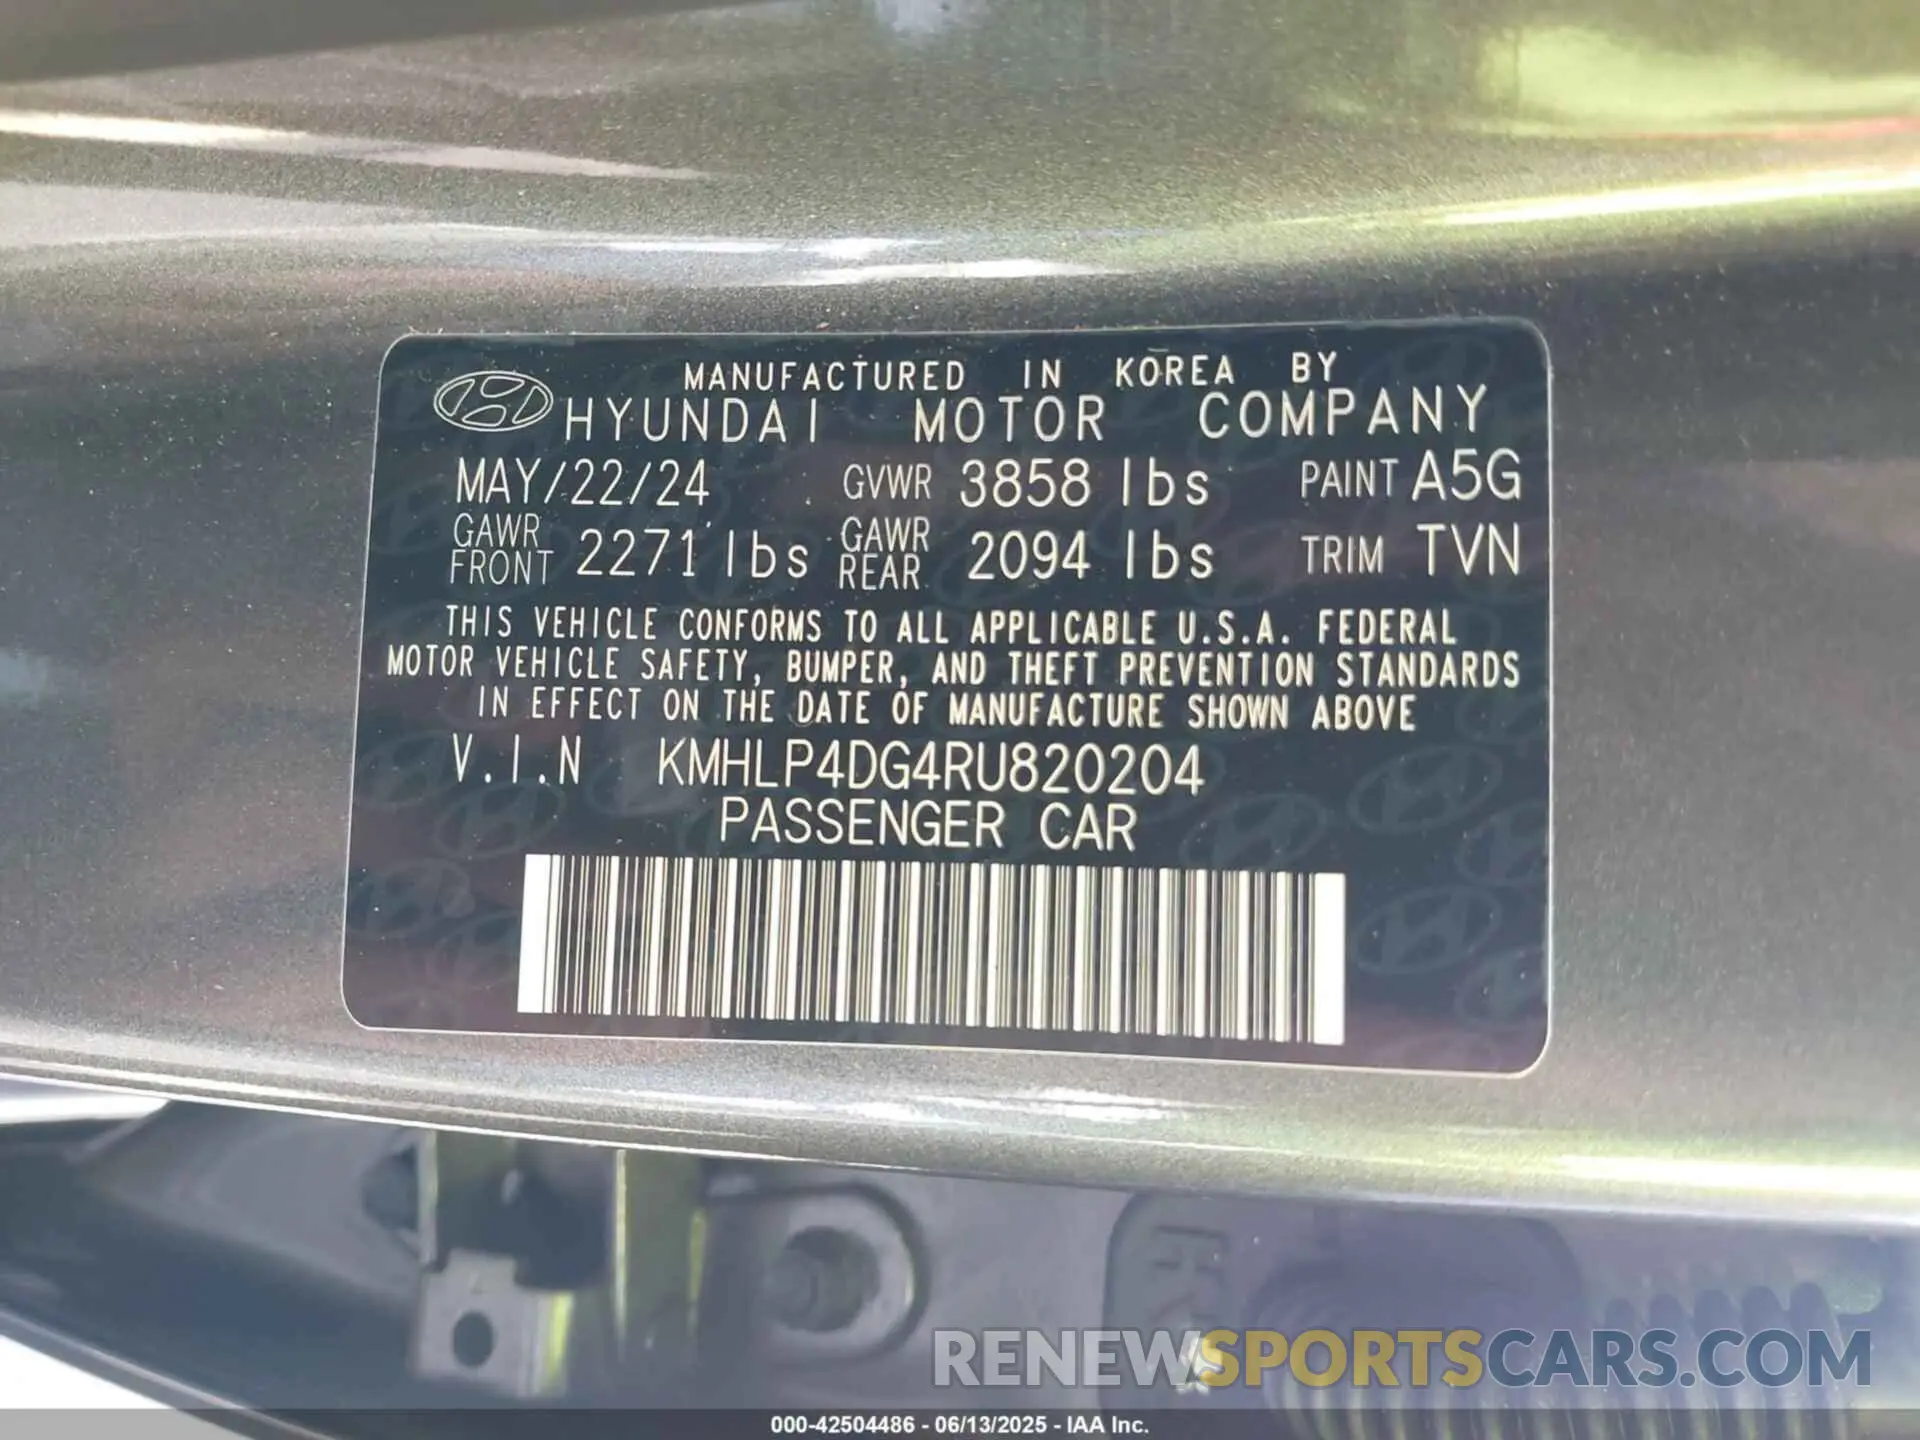 MANUFACTURED IN KOREA BY
HYUNDAI MOTOR COMPANY
MAY/22/24 GVWR 3858 lbs PAINT A5G
GAWR FRONT 2271 lbs GAWR REAR 2094 lbs TRIM TVN
THIS VEHICLE CONFORMS TO ALL APPLICABLE U.S.A. FEDERAL
MOTOR VEHICLE SAFETY, BUMPER, AND THEFT PREVENTION STANDARDS
IN EFFECT ON THE DATE OF MANUFACTURE SHOWN ABOVE
V.I.N KMHLP4DG4RU820204
PASSENGER CAR
RENEWSPORTSCARS.COM
000-42504486 - 06/13/2025 - IAA Inc.